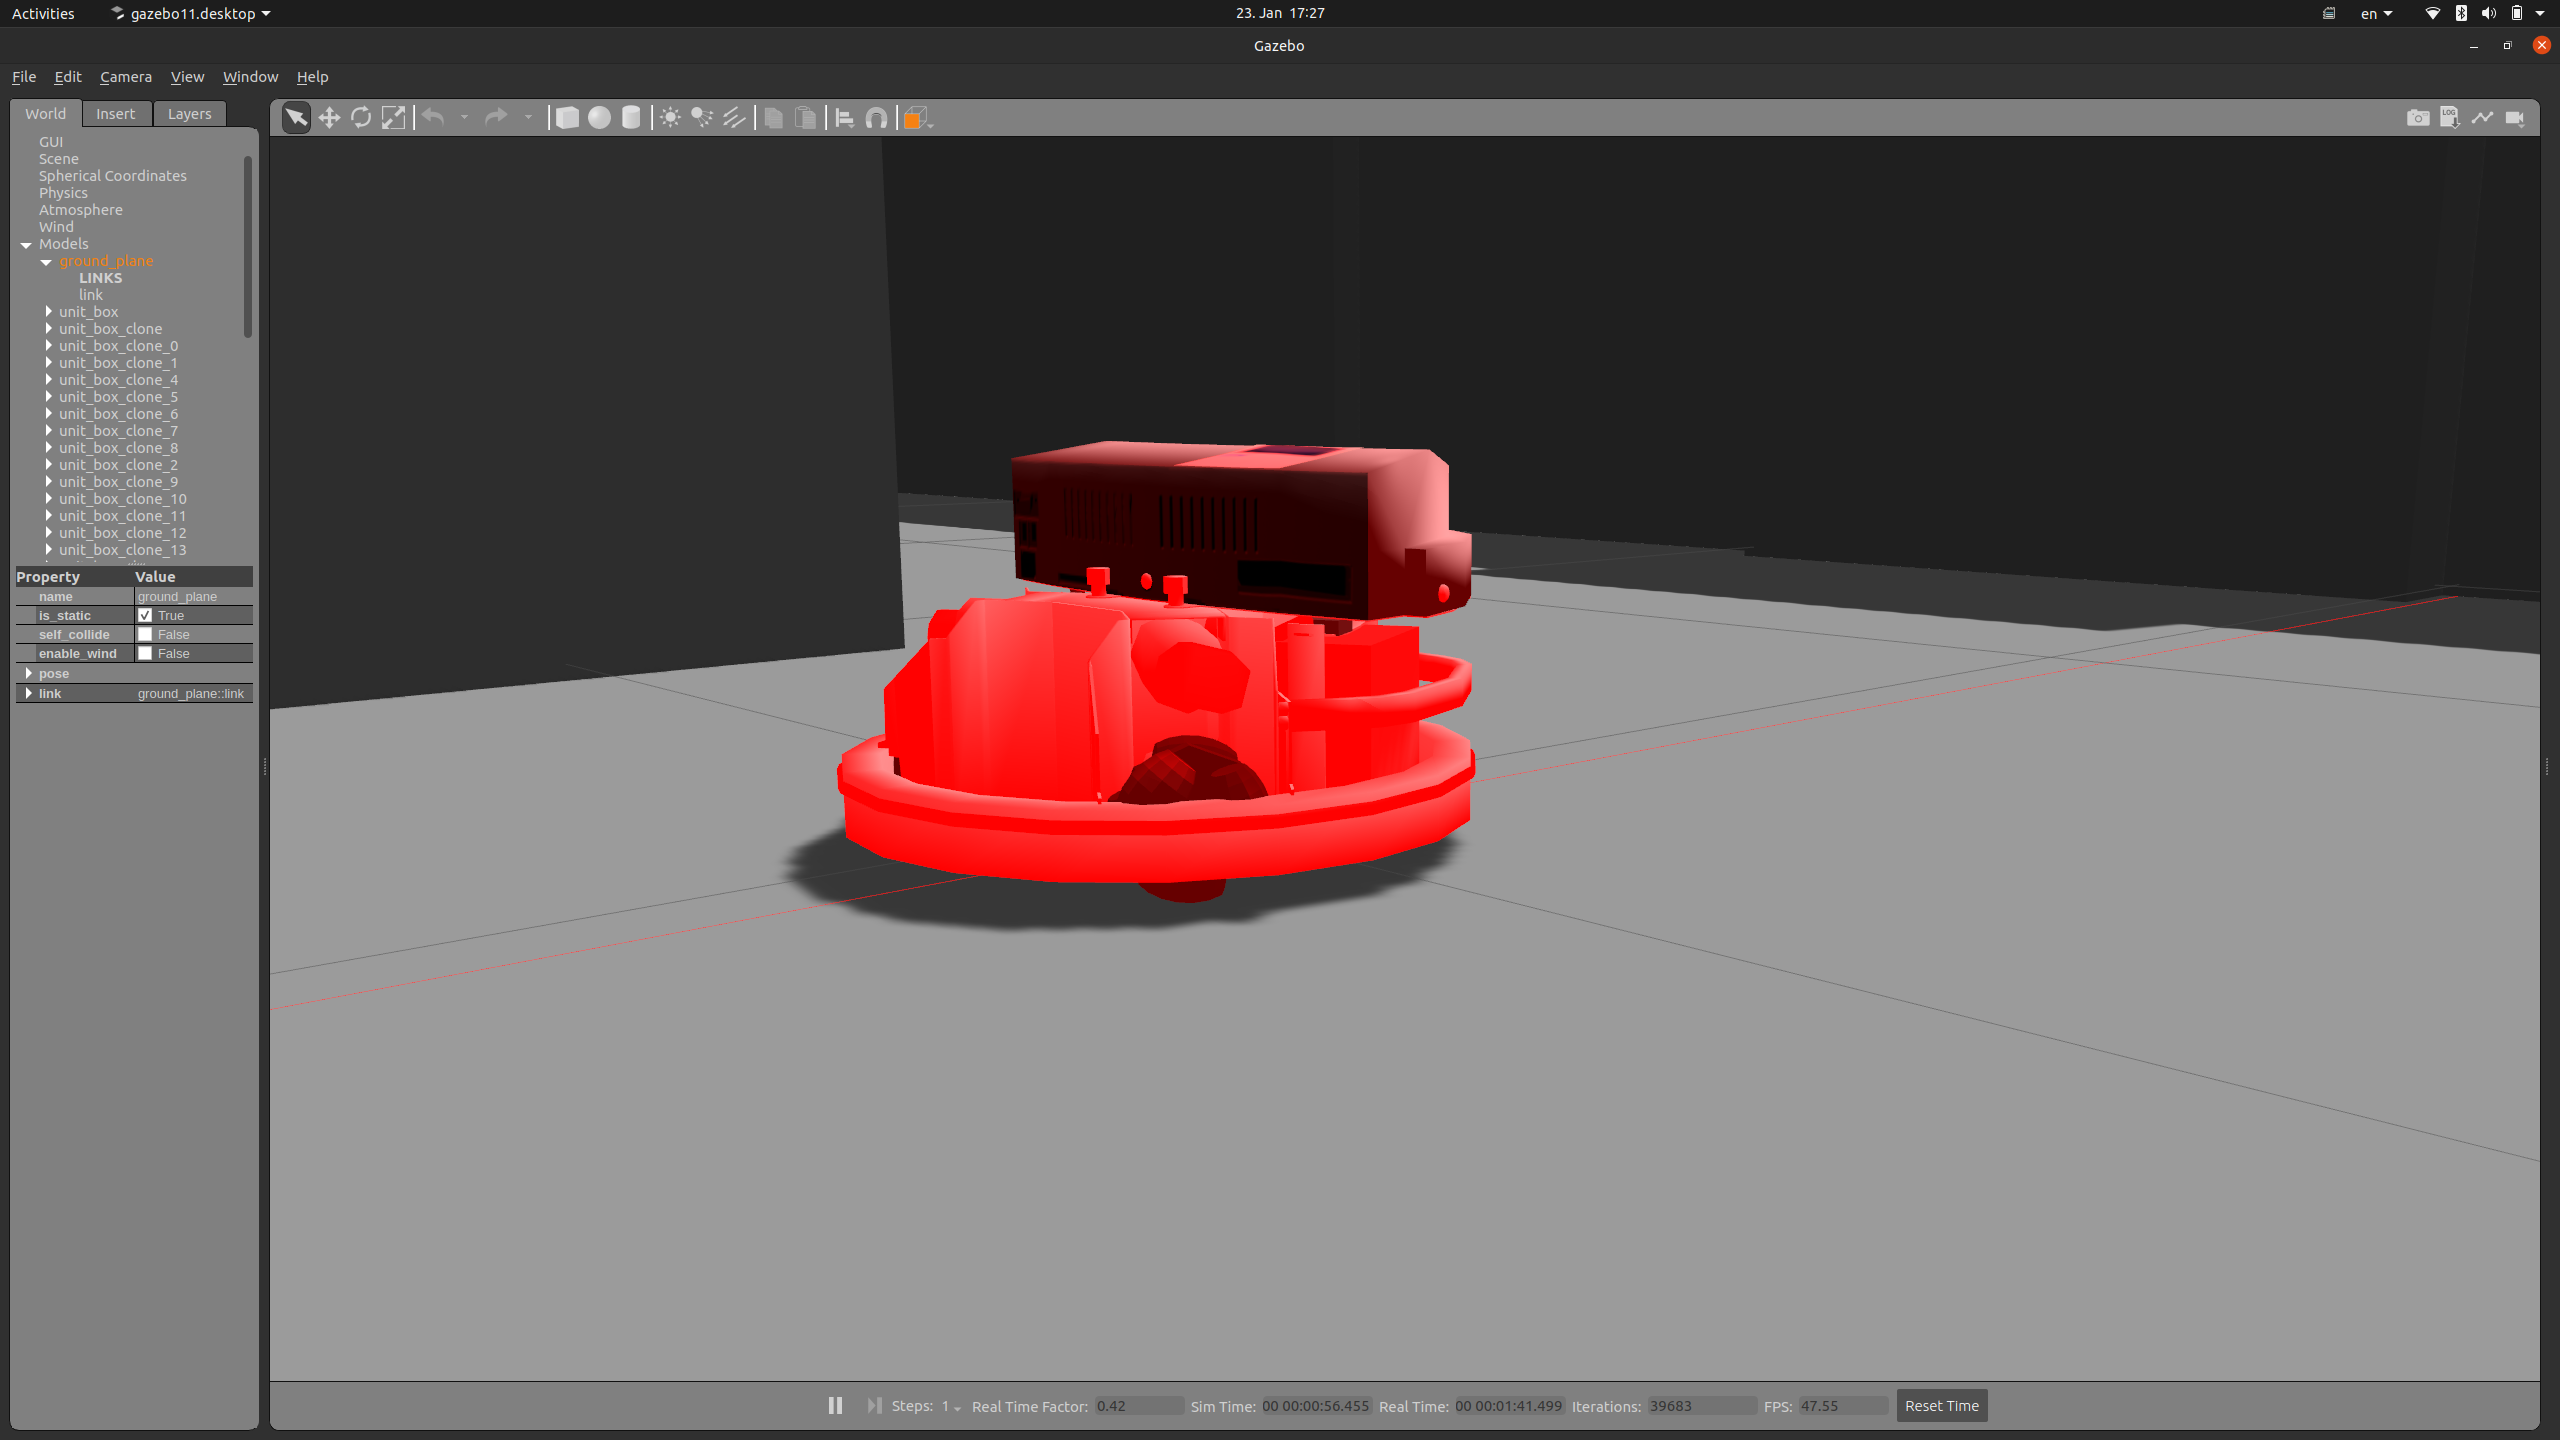 Activities gazebo11.desktop 23. Jan 17:27 en
Gazebo
File Edit Camera View Window Help
World Insert Layers
GUI
Scene
Spherical Coordinates
Physics
Atmosphere
Wind
Models
ground_plane
LINKS
link
unit_box
unit_box_clone
unit_box_clone_0
unit_box_clone_1
unit_box_clone_4
unit_box_clone_5
unit_box_clone_6
unit_box_clone_7
unit_box_clone_8
unit_box_clone_2
unit_box_clone_9
unit_box_clone_10
unit_box_clone_11
unit_box_clone_12
unit_box_clone_13
Property Value
name ground_plane
is_static True
self_collide False
enable_wind False
pose
link ground_plane::link
LOG
Steps: 1 Real Time Factor: 0.42 Sim Time: 00 00:00:56.455 Real Time: 00 00:01:41.499 Iterations: 39683 FPS: 47.55 Reset Time